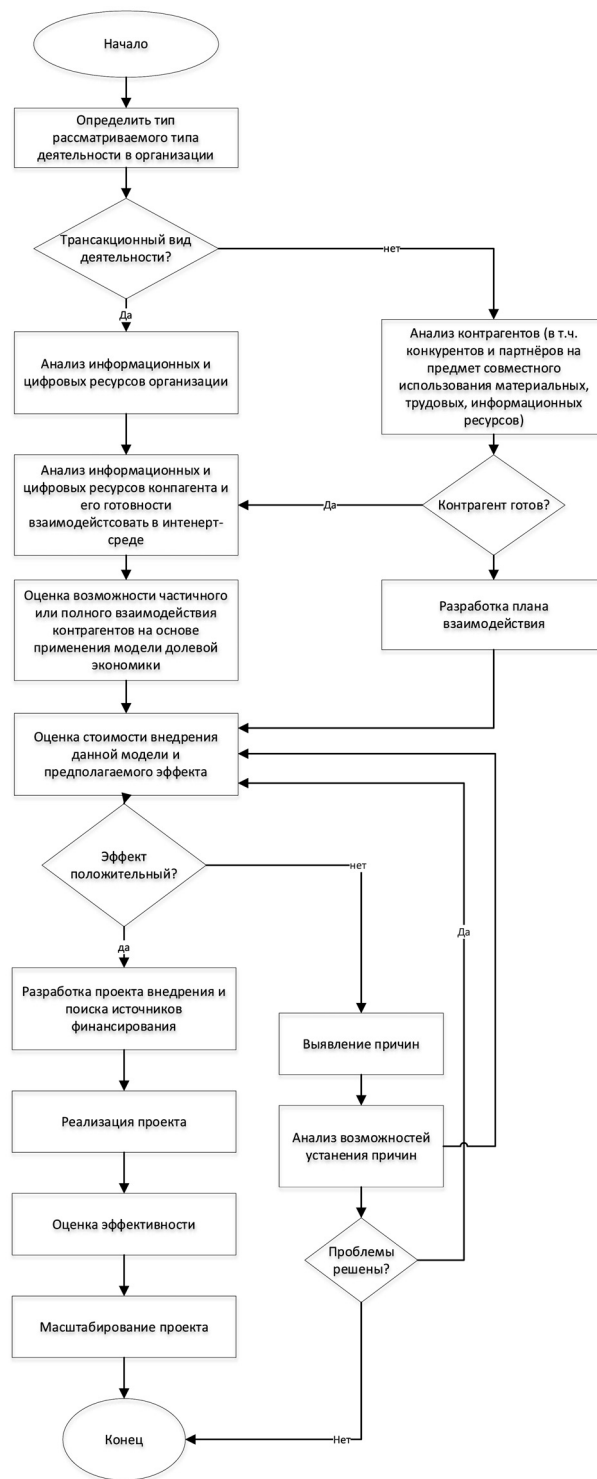 Начало
Определить тип
рассматриваемого типа
деятельности в организации
Трансакционный вид
деятельности?
нет
Да
Анализ информационных и
цифровых ресурсов организации
Анализ контрагентов (в т.ч.
конкурентов и партнёров на
предмет совместного
использования материальных,
трудовых, информационных
ресурсов)
Анализ информационных и
цифровых ресурсов конпагента и
его готовности
взаимодейстсовать в интенерт-
среде
Да
Контрагент готов?
Оценка возможности частичного
или полного взаимодействия
контрагентов на основе
применения модели долевой
экономики
Разработка плана
взаимодействия
Оценка стоимости внедрения
данной модели и
предполагаемого эффекта
Эффект
положительный?
нет
Да
да
Разработка проекта внедрения и
поиска источников
финансирования
Выявление причин
Реализация проекта
Анализ возможностей
устанения причин
Оценка эффективности
Проблемы
решены?
Масштабирование проекта
Конец
Нет